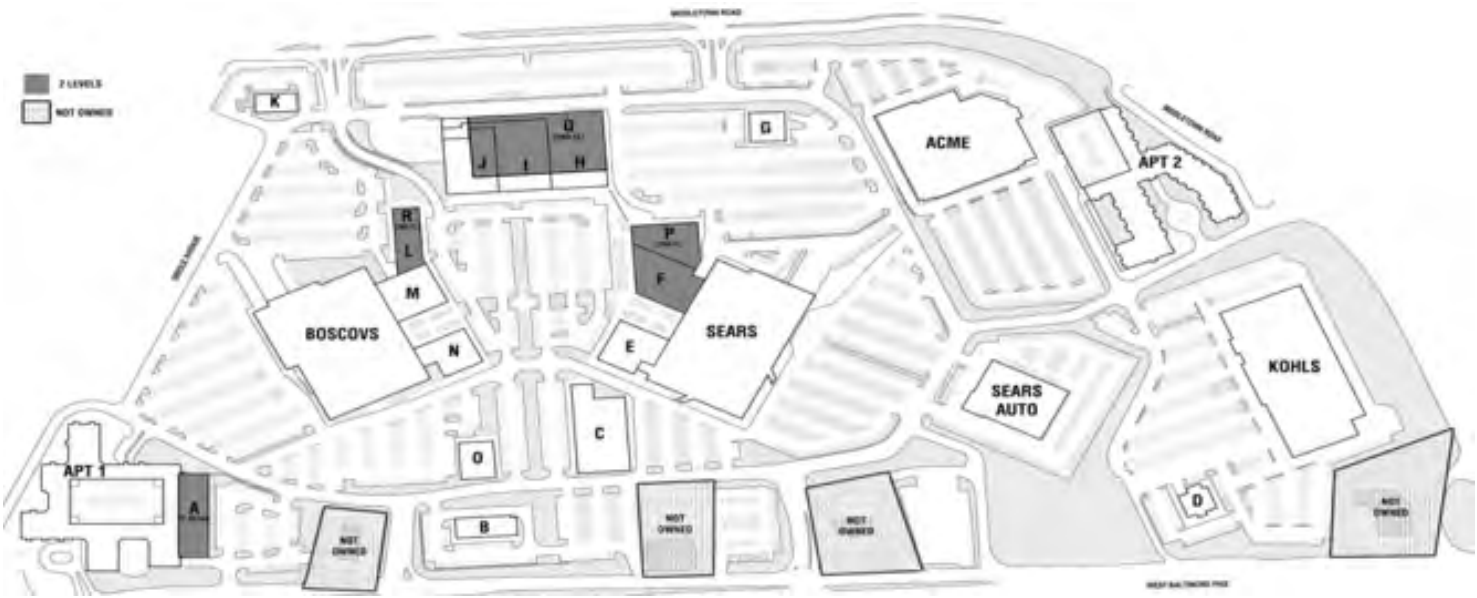 MIDDLETOWN ROAD
2 LEVELS
NOT OWNED
K
G
Q
J
I
H
ACME
MIDDLETOWN ROAD
APT 2
R
L
P
F
M
BOSCOVS
N
E
SEARS
SEARS
AUTO
KOHLS
C
O
APT 1
A
B
D
NOT
OWNED
NOT
OWNED
NOT
OWNED
NOT
OWNED
WEST BALTIMORE PIKE